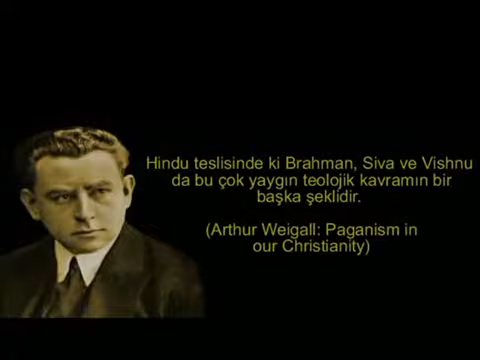 Hindu teslisinde ki Brahman, Siva ve Vishnu
da bu çok yaygın teolojik kavramın bir
başka şeklidir.
(Arthur Weigall: Paganism in
our Christianity)